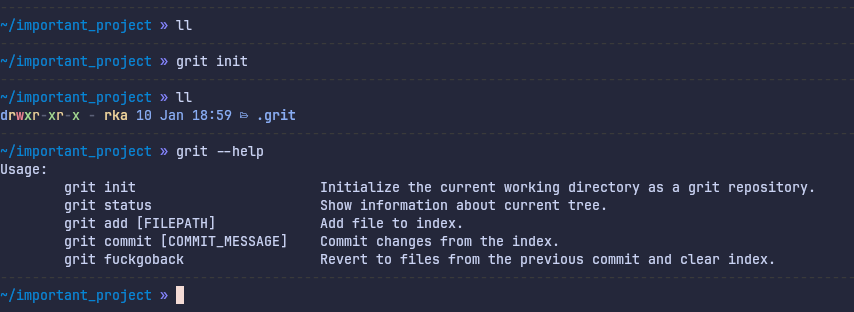 ~/important_project » ll
~/important_project » grit init
~/important_project » ll
drwxr-xr-x - rka 10 Jan 18:59 .grit
~/important_project » grit --help
Usage:
grit init Initialize the current working directory as a grit repository.
grit status Show information about current tree.
grit add [FILEPATH] Add file to index.
grit commit [COMMIT_MESSAGE] Commit changes from the index.
grit fuckgoback Revert to files from the previous commit and clear index.
~/important_project »